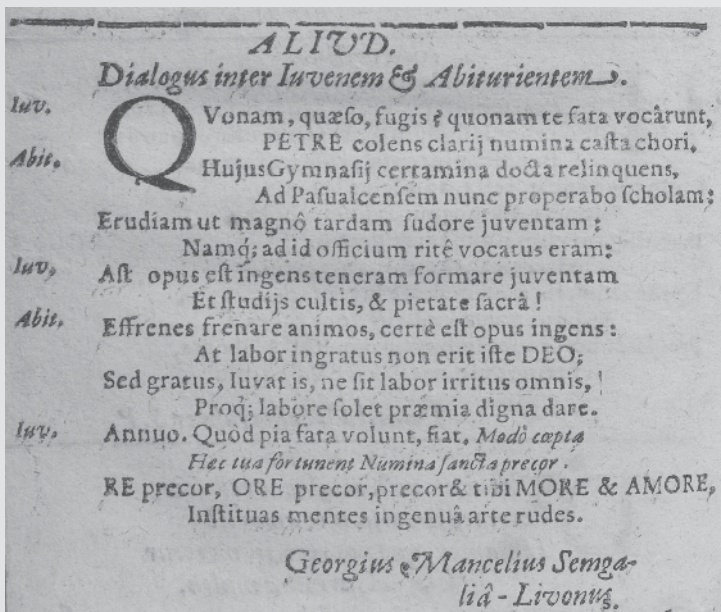 ALIUD.
Dialogus inter Iuvenem & Abiturientem.
Iuv. QVonam, quæso, fugis? quonam te fata vocârunt,
PETRE colens clarij numina casta chori.
Abit. Hujus Gymnasij certamina docta relinquens,
Ad Pasualcensem nunc properabo scholam:
Erudiam ut magnô tardam sudore juventam:
Namq́; ad id officium ritê vocatus eram:
Iuv, Ast opus est ingens teneram formare juventam
Et studijs cultis, & pietate sacrâ!
Abit. Effrenes frenare animos, certè est opus ingens:
At labor ingratus non erit iste DEO;
Sed gratus, Iuvat is, ne sit labor irritus omnis,
Proq́; labore solet præmia digna dare.
Iuv. Annuo. Quòd pia fata volunt, fiat. Modò cœpta
Hæc tua fortunent Numina sancta precor.
RE precor, ORE precor, precor & tibi MORE & AMORE,
Instituas mentes ingenuâ arte rudes.
Georgius Mancelius Semga-
liâ - Livonus.